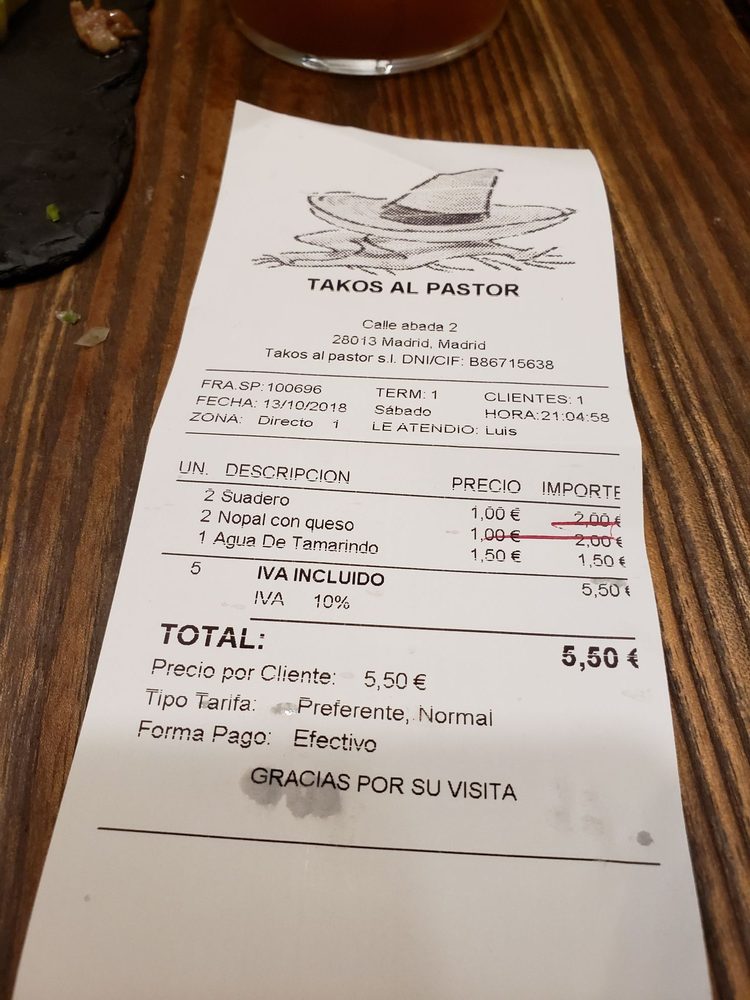 TAKOS AL PASTOR
Calle abada 2
28013 Madrid, Madrid
Takos al pastor s.l. DNI/CIF: B86715638
FRA.SP: 100696 TERM: 1 CLIENTES: 1
FECHA: 13/10/2018 Sábado HORA:21:04:58
ZONA: Directo 1 LE ATENDIO: Luis
UN. DESCRIPCION PRECIO IMPORTE
2 Suadero 1,00 € 2,00 €
2 Nopal con queso 1,00 € 2,00 €
1 Agua De Tamarindo 1,50 € 1,50 €
5 IVA INCLUIDO 5,50 €
IVA 10%
TOTAL: 5,50 €
Precio por Cliente: 5,50 €
Tipo Tarifa: Preferente, Normal
Forma Pago: Efectivo
GRACIAS POR SU VISITA